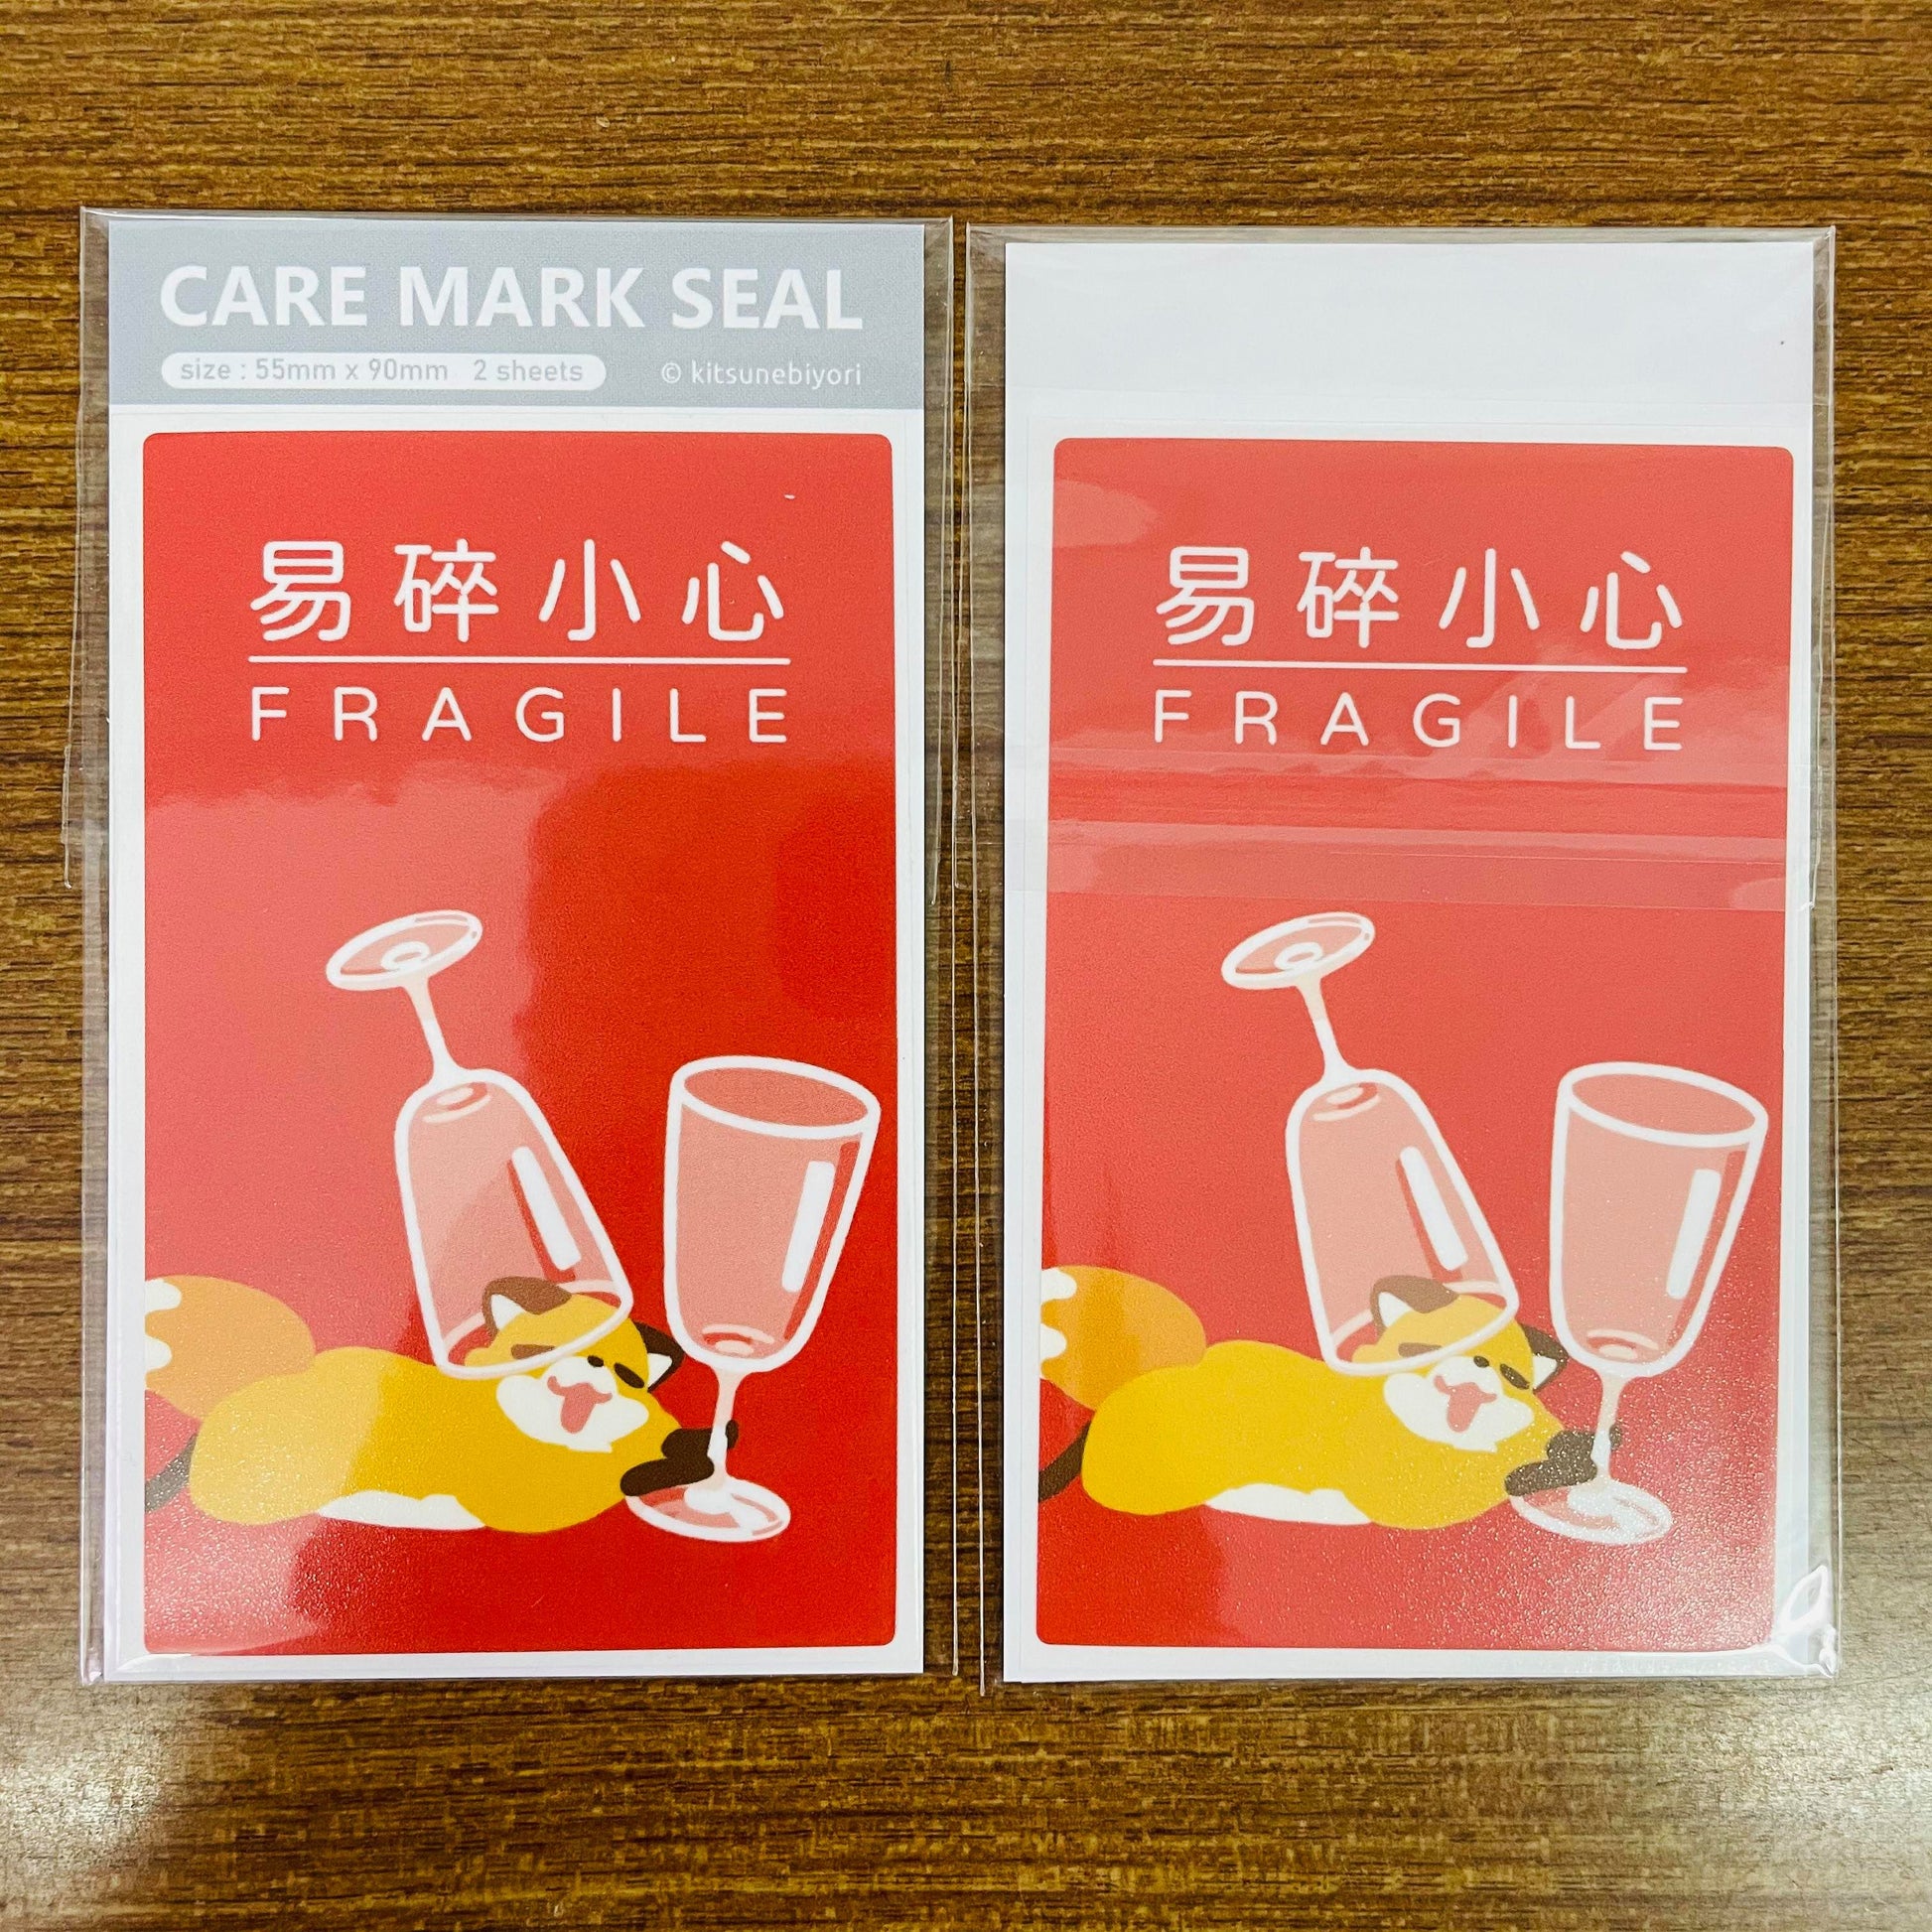 CARE MARK SEAL
size : 55mm x 90mm 2 sheets
© kitsunebiyori
易碎小心
FRAGILE
易碎小心
FRAGILE